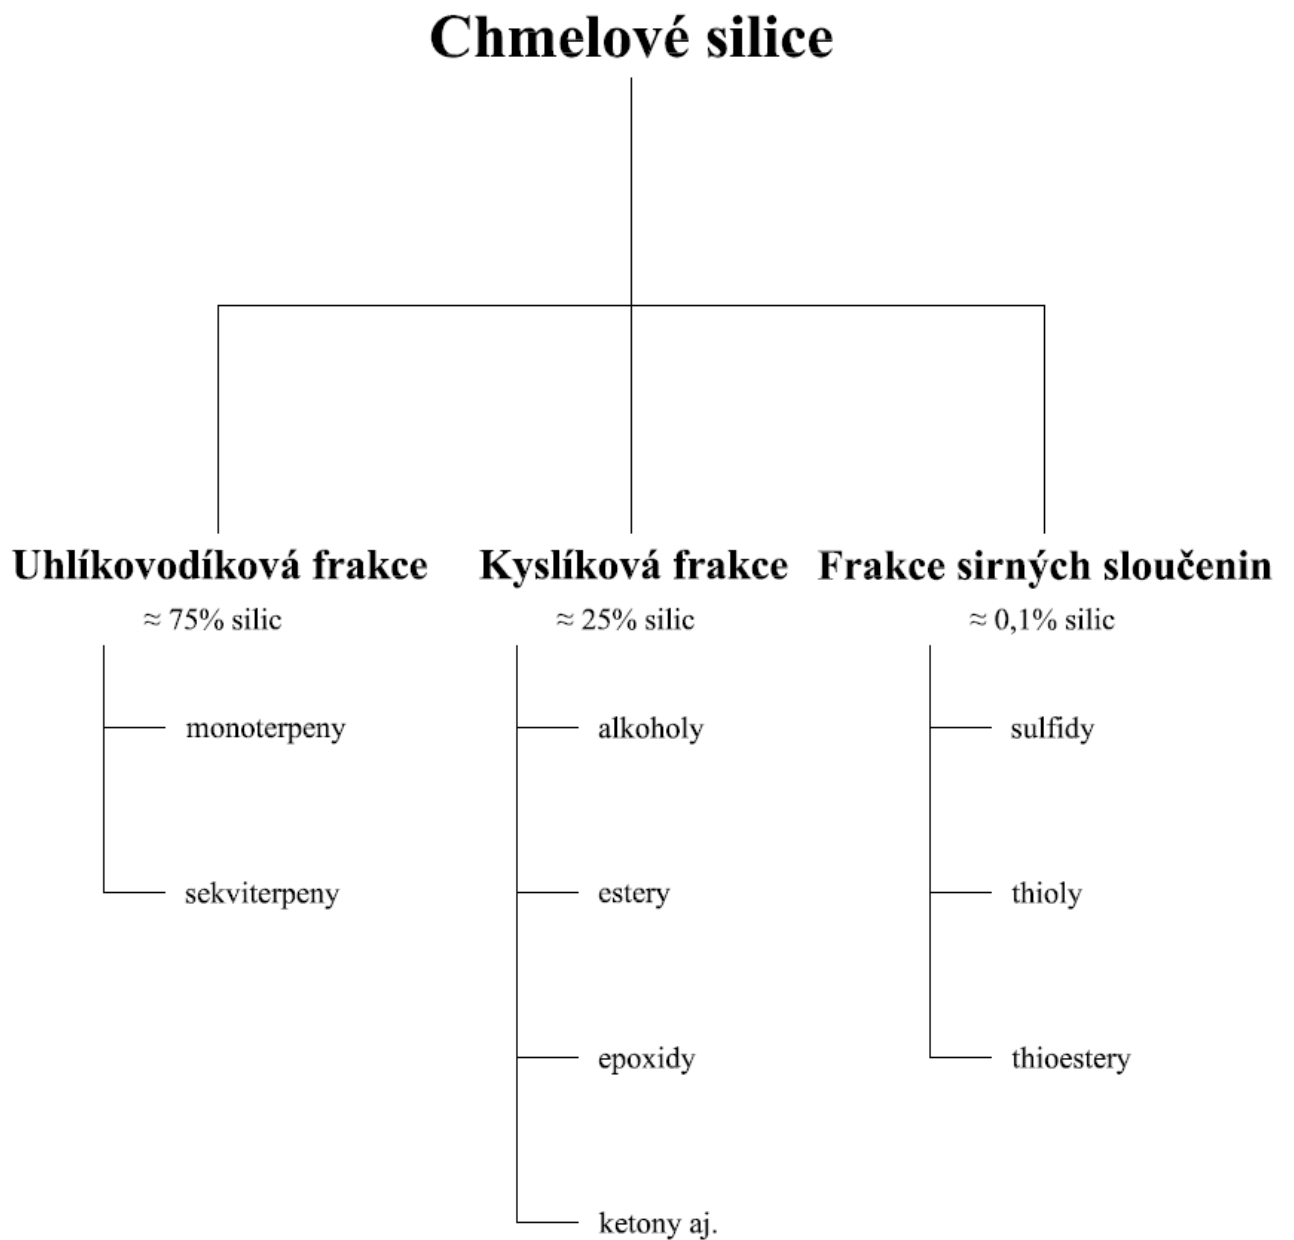 Chmelové silice
Uhlíkovodíková frakce
≈ 75% silic
monoterpeny
sekviterpeny
Kyslíková frakce
≈ 25% silic
alkoholy
estery
epoxidy
ketony aj.
Frakce sirných sloučenin
≈ 0,1% silic
sulfidy
thioly
thioestery